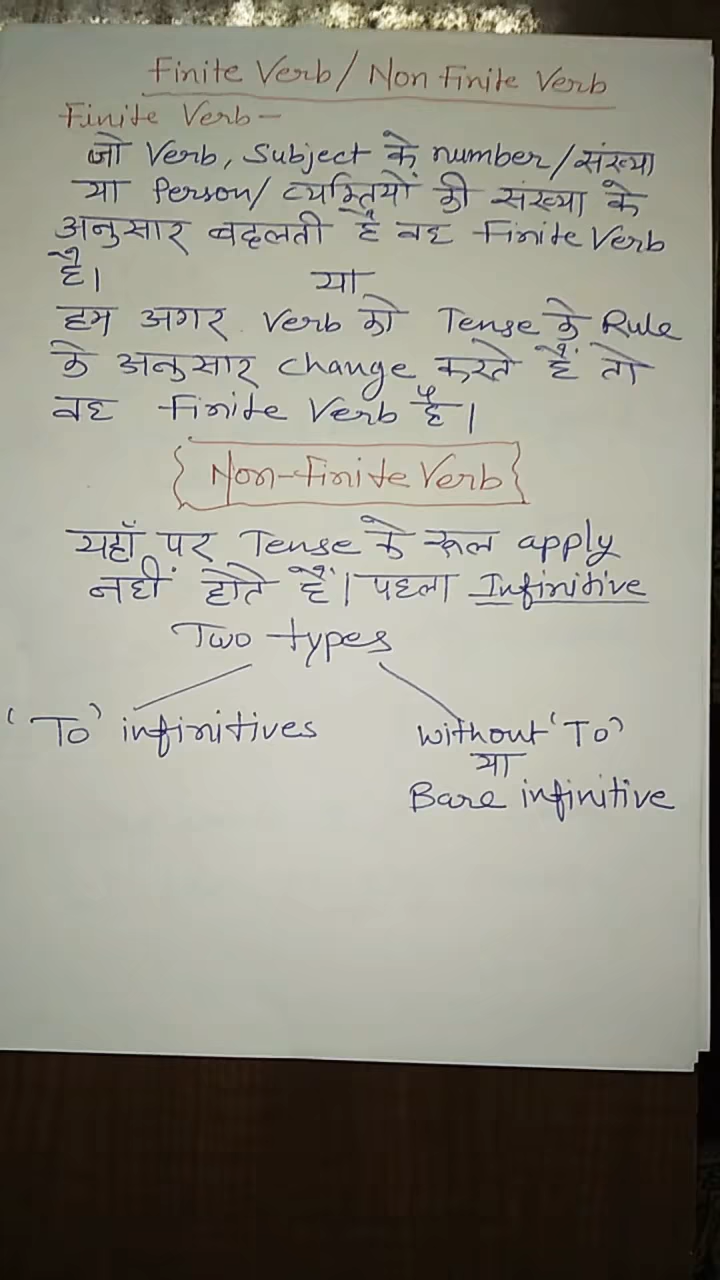 Finite Verb / Non Finite Verb
Finite Verb -
जो Verb, Subject के number/संख्या
या Person/ व्यक्तियों की संख्या के
अनुसार बदलती है वह Finite Verb
है।
या
हम अगर Verb को Tense के Rule
के अनुसार change करते हैं तो
वह Finite Verb है।
{Non-Finite Verb}
यहाँ पर Tense के रूल apply
नहीं होते हैं। पहला Infinitive
Two types
'To' infinitives without 'To'
या
Bare infinitive